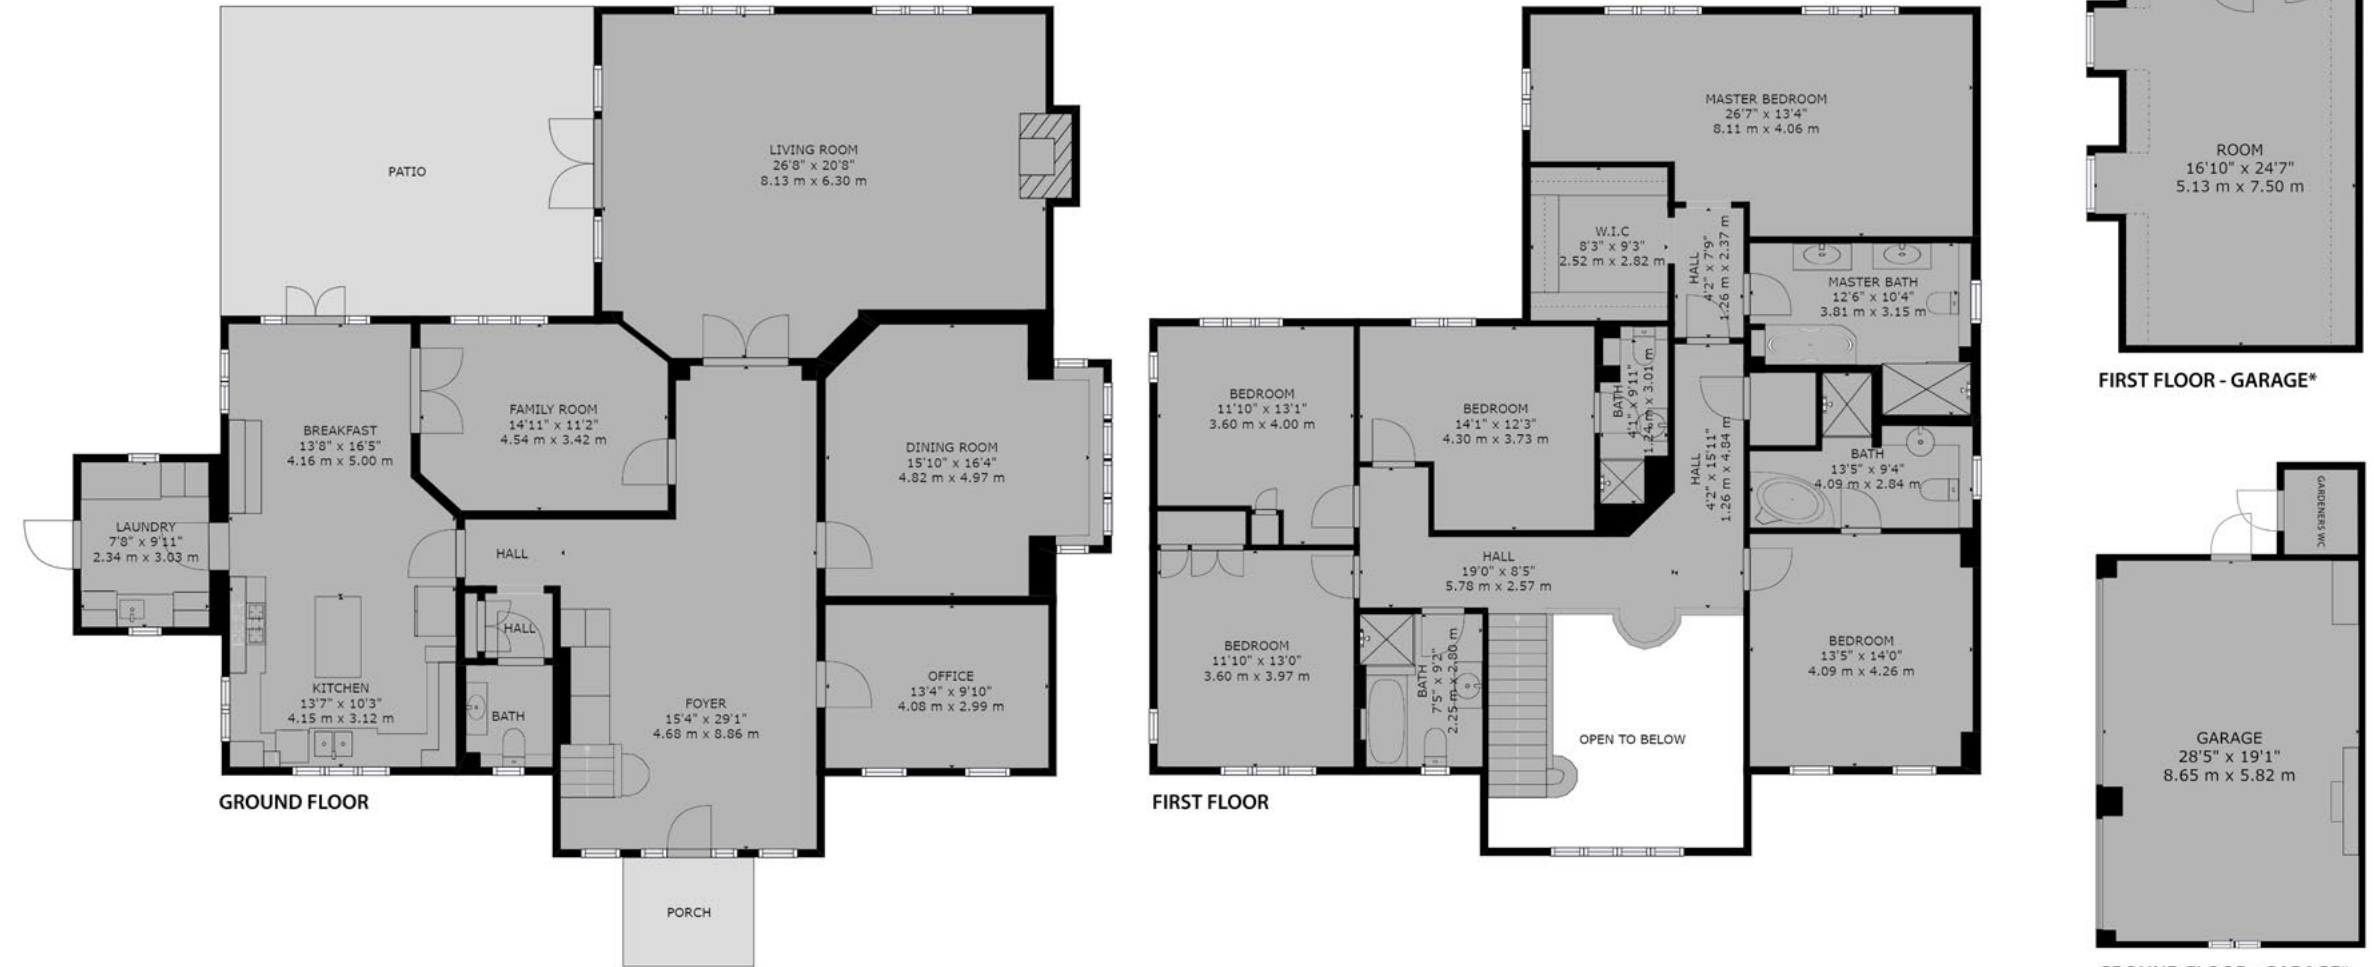 PATIO
LIVING ROOM
26'8" x 20'8"
8.13 m x 6.30 m
BREAKFAST
13'8" x 16'5"
4.16 m x 5.00 m
FAMILY ROOM
14'11" x 11'2"
4.54 m x 3.42 m
DINING ROOM
15'10" x 16'4"
4.82 m x 4.97 m
LAUNDRY
7'8" x 9'11"
2.34 m x 3.03 m
HALL
HALL
KITCHEN
13'7" x 10'3"
4.15 m x 3.12 m
BATH
FOYER
15'4" x 29'1"
4.68 m x 8.86 m
OFFICE
13'4" x 9'10"
4.08 m x 2.99 m
PORCH
GROUND FLOOR
MASTER BEDROOM
26'7" x 13'4"
8.11 m x 4.06 m
W.I.C
8'3" x 9'3"
2.52 m x 2.82 m
HALL
4'2" x 7'9"
1.26 m x 2.37 m
MASTER BATH
12'6" x 10'4"
3.81 m x 3.15 m
BEDROOM
11'10" x 13'1"
3.60 m x 4.00 m
BEDROOM
14'1" x 12'3"
4.30 m x 3.73 m
BATH
4'1" x 9'11"
1.24 m x 3.01 m
HALL
4'2" x 15'11"
1.26 m x 4.84 m
BATH
13'5" x 9'4"
4.09 m x 2.84 m
HALL
19'0" x 8'5"
5.78 m x 2.57 m
BEDROOM
11'10" x 13'0"
3.60 m x 3.97 m
BATH
7'5" x 9'2"
2.25 m x 2.80 m
BEDROOM
13'5" x 14'0"
4.09 m x 4.26 m
OPEN TO BELOW
FIRST FLOOR
ROOM
16'10" x 24'7"
5.13 m x 7.50 m
FIRST FLOOR - GARAGE*
GARDENERS WC
GARAGE
28'5" x 19'1"
8.65 m x 5.82 m